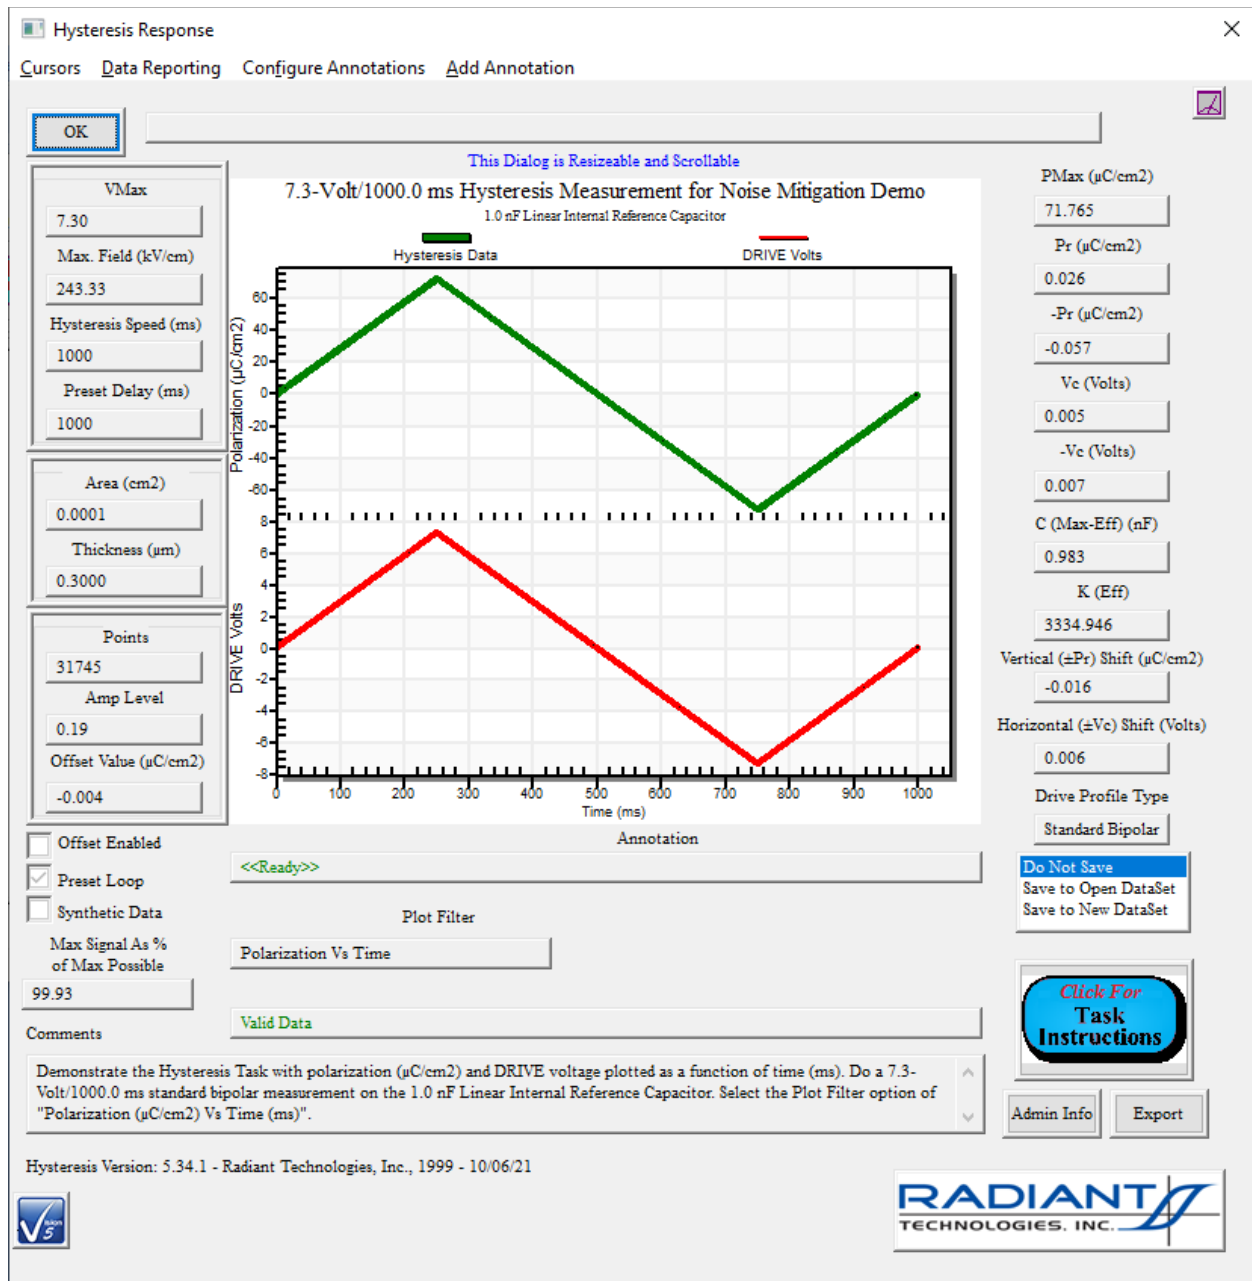 Hysteresis Response
Cursors Data Reporting Configure Annotations Add Annotation
OK
This Dialog is Resizeable and Scrollable
VMax
7.30
Max. Field (kV/cm)
243.33
Hysteresis Speed (ms)
1000
Preset Delay (ms)
1000
Area (cm2)
0.0001
Thickness (µm)
0.3000
Points
31745
Amp Level
0.19
Offset Value (µC/cm2)
-0.004
Offset Enabled
Preset Loop
Synthetic Data
Max Signal As %
of Max Possible
99.93
7.3-Volt/1000.0 ms Hysteresis Measurement for Noise Mitigation Demo
1.0 nF Linear Internal Reference Capacitor
Hysteresis Data
DRIVE Volts
Polarization (µC/cm2)
60
40
20
0
-20
-40
-60
DRIVE Volts
8
6
4
2
0
-2
-4
-6
-8
0 100 200 300 400 500 600 700 800 900 1000
Time (ms)
Annotation
<<Ready>>
Plot Filter
Polarization Vs Time
Valid Data
PMax (µC/cm2)
71.765
Pr (µC/cm2)
0.026
-Pr (µC/cm2)
-0.057
Vc (Volts)
0.005
-Vc (Volts)
0.007
C (Max-Eff) (nF)
0.983
K (Eff)
3334.946
Vertical (±Pr) Shift (µC/cm2)
-0.016
Horizontal (±Vc) Shift (Volts)
0.006
Drive Profile Type
Standard Bipolar
Do Not Save
Save to Open DataSet
Save to New DataSet
Click For
Task
Instructions
Comments
Demonstrate the Hysteresis Task with polarization (µC/cm2) and DRIVE voltage plotted as a function of time (ms). Do a 7.3-
Volt/1000.0 ms standard bipolar measurement on the 1.0 nF Linear Internal Reference Capacitor. Select the Plot Filter option of
"Polarization (µC/cm2) Vs Time (ms)".
Admin Info
Export
Hysteresis Version: 5.34.1 - Radiant Technologies, Inc., 1999 - 10/06/21
Vision
5
RADIANT
TECHNOLOGIES, INC.